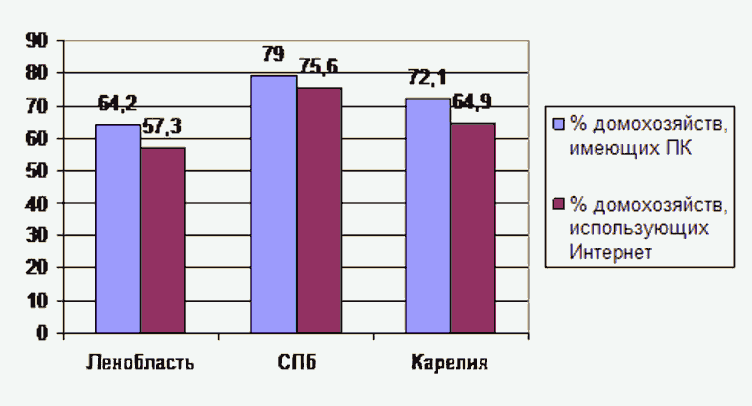 90
80
70
60
50
40
30
20
10
0
64,2
57,3
79
75,6
72,1
64,9
Ленобласть
СПБ
Карелия
% домохозяйств,
имеющих ПК
% домохозяйств,
использующих
Интернет